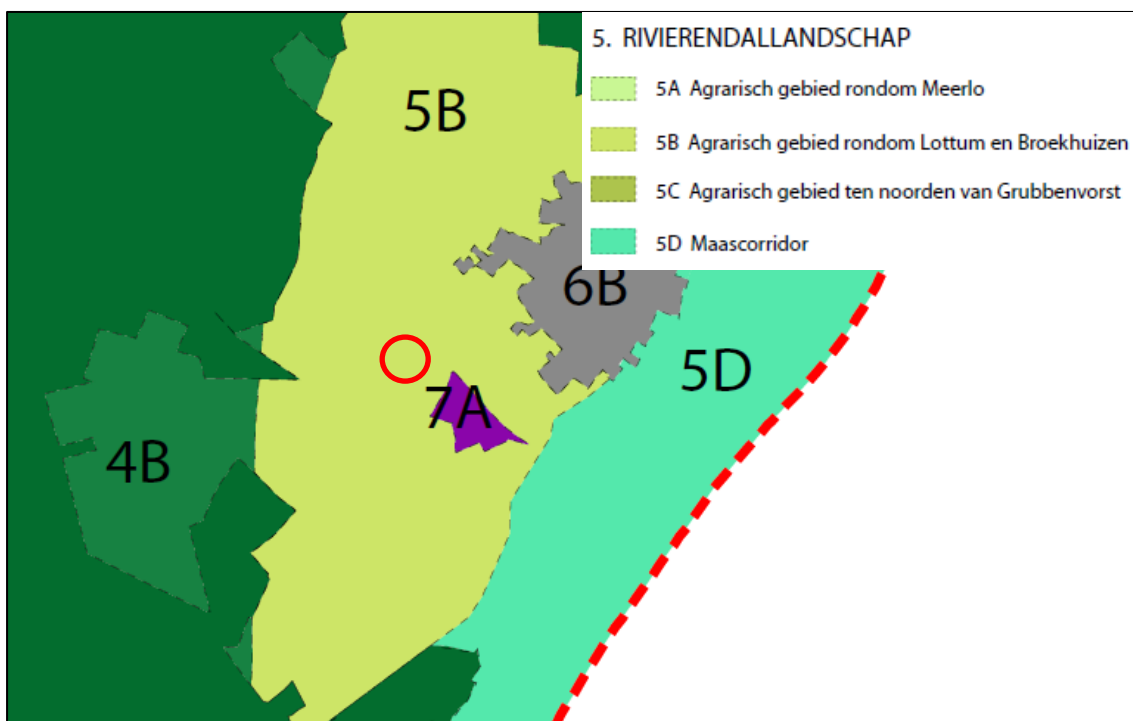 5. RIVIERENDALLANDSCHAP
5A Agrarisch gebied rondom Meerlo
5B Agrarisch gebied rondom Lottum en Broekhuizen
5C Agrarisch gebied ten noorden van Grubbenvorst
5D Maascorridor
5B
6B
5D
7A
4B